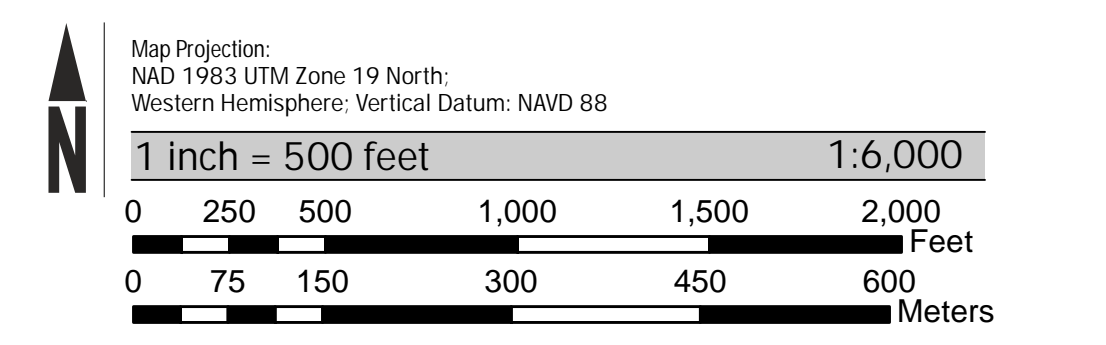 Map Projection:
NAD 1983 UTM Zone 19 North;
Western Hemisphere; Vertical Datum: NAVD 88
N
1 inch = 500 feet 1:6,000
0 250 500 1,000 1,500 2,000
Feet
0 75 150 300 450 600
Meters